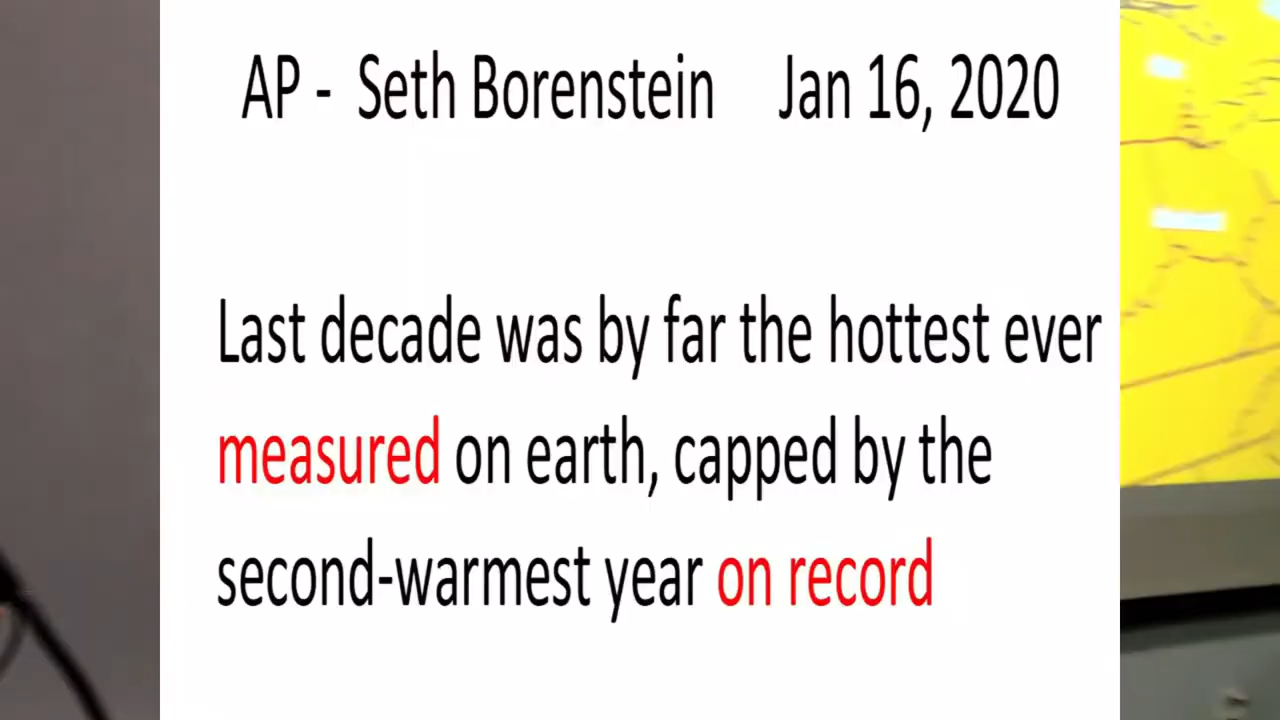 AP - Seth Borenstein Jan 16, 2020
Last decade was by far the hottest ever
measured on earth, capped by the
second-warmest year on record